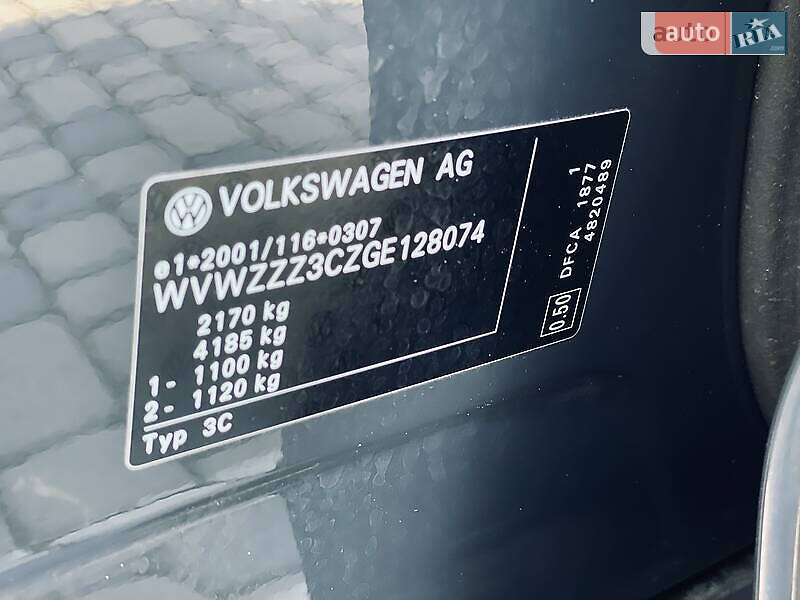 auto RIA
.com
VOLKSWAGEN AG
e1*2001/116*0307
WVWZZZ3CZGE128074
2170 kg
4185 kg
1- 1100 kg
2- 1120 kg
Typ 3C
0.50 DFCA 1877 1
4820489